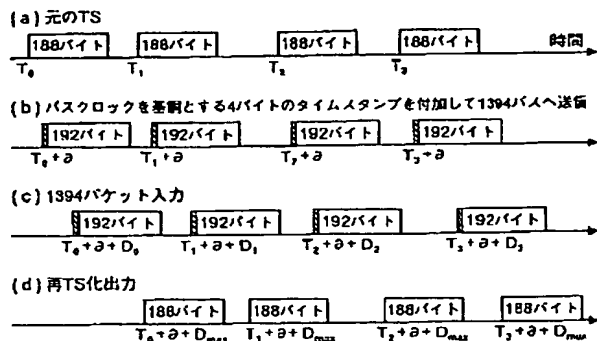 (a)元のTS
188バイト 188バイト 188バイト 188バイト 時間
T₀ T₁ T₂ T₃
(b)バスクロックを基調とする4バイトのタイムスタンプを付加して1394バスへ送信
192バイト 192バイト 192バイト 192バイト
T₀+∂ T₁+∂ T₂+∂ T₃+∂
(c)1394パケット入力
192バイト 192バイト 192バイト 192バイト
T₀+∂+D₀ T₁+∂+D₁ T₂+∂+D₂ T₃+∂+D₃
(d)再TS化出力
188バイト 188バイト 188バイト 188バイト
T₀+∂+Dmax T₁+∂+Dmax T₂+∂+Dmax T₃+∂+Dmax